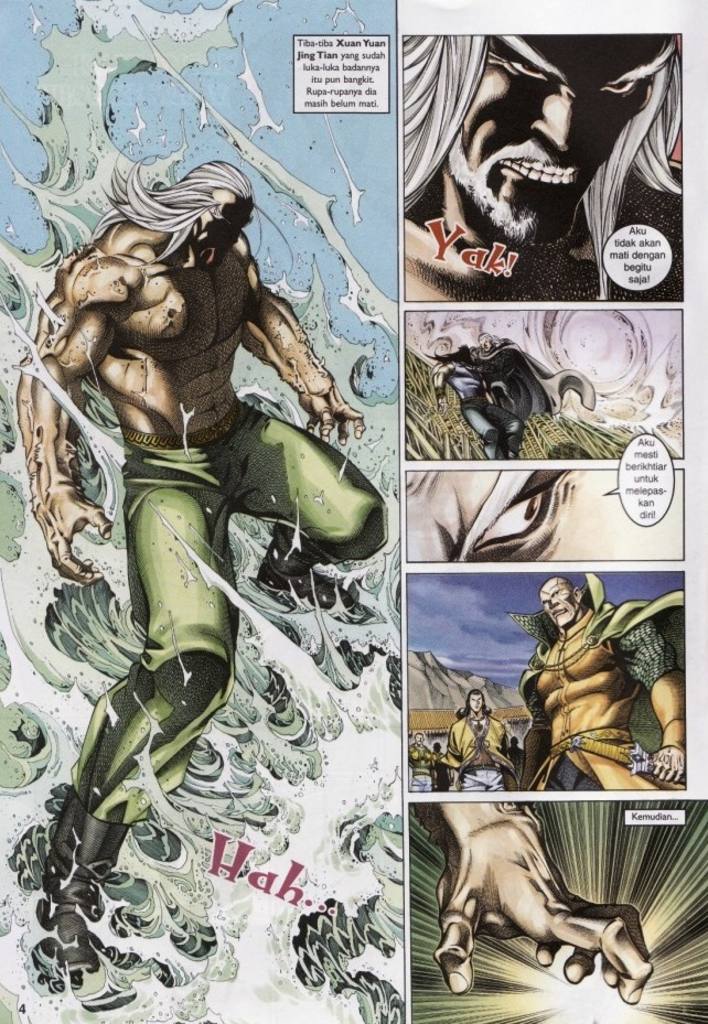 Tiba-tiba Xuan Yuan
Jing Tian yang sudah
luka-luka badannya
itu pun bangkit.
Rupa-rupanya dia
masih belum mati.
Hah...
4
Yak!
Aku
tidak akan
mati dengan
begitu
saja!
Aku
mesti
berikhtiar
untuk
melepas-
kan
diri!
Kemudian...